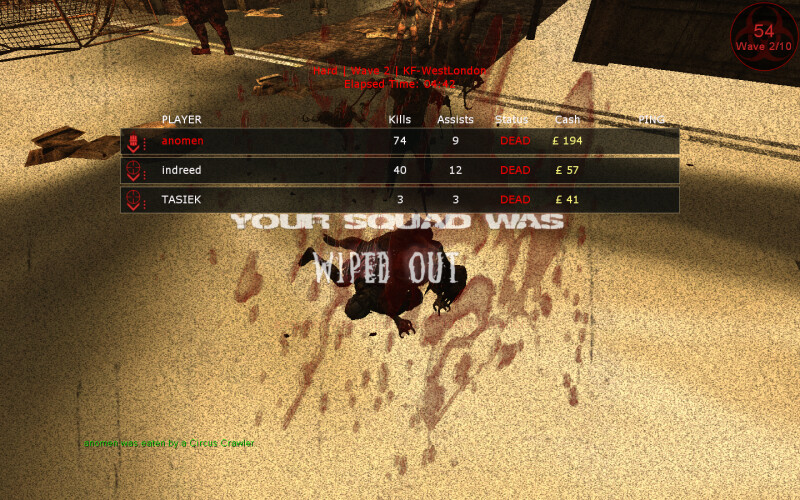 54
Wave 2/10
Hard | Wave 2 | KF-WestLondon
Elapsed Time:
PLAYER Kills Assists Status Cash PING
anomen 74 9 DEAD £ 194
indreed 40 12 DEAD £ 57
TASIEK 3 3 DEAD £ 41
YOUR SQUAD WAS
WIPED OUT
anomen was eaten by a Circus Crawler